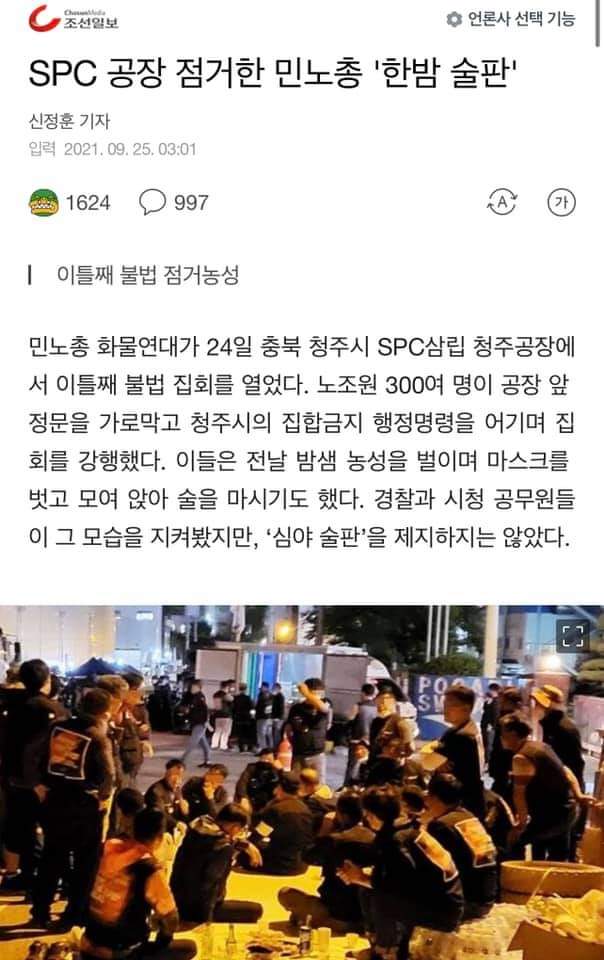 ChosunMedia
조선일보
언론사 선택 기능
SPC 공장 점거한 민노총 '한밤 술판'
신정훈 기자
입력 2021. 09. 25. 03:01
1624
997
A
가
이틀째 불법 점거농성
민노총 화물연대가 24일 충북 청주시 SPC삼립 청주공장에
서 이틀째 불법 집회를 열었다. 노조원 300여 명이 공장 앞
정문을 가로막고 청주시의 집합금지 행정명령을 어기며 집
회를 강행했다. 이들은 전날 밤샘 농성을 벌이며 마스크를
벗고 모여 앉아 술을 마시기도 했다. 경찰과 시청 공무원들
이 그 모습을 지켜봤지만, ‘심야 술판’을 제지하지는 않았다.